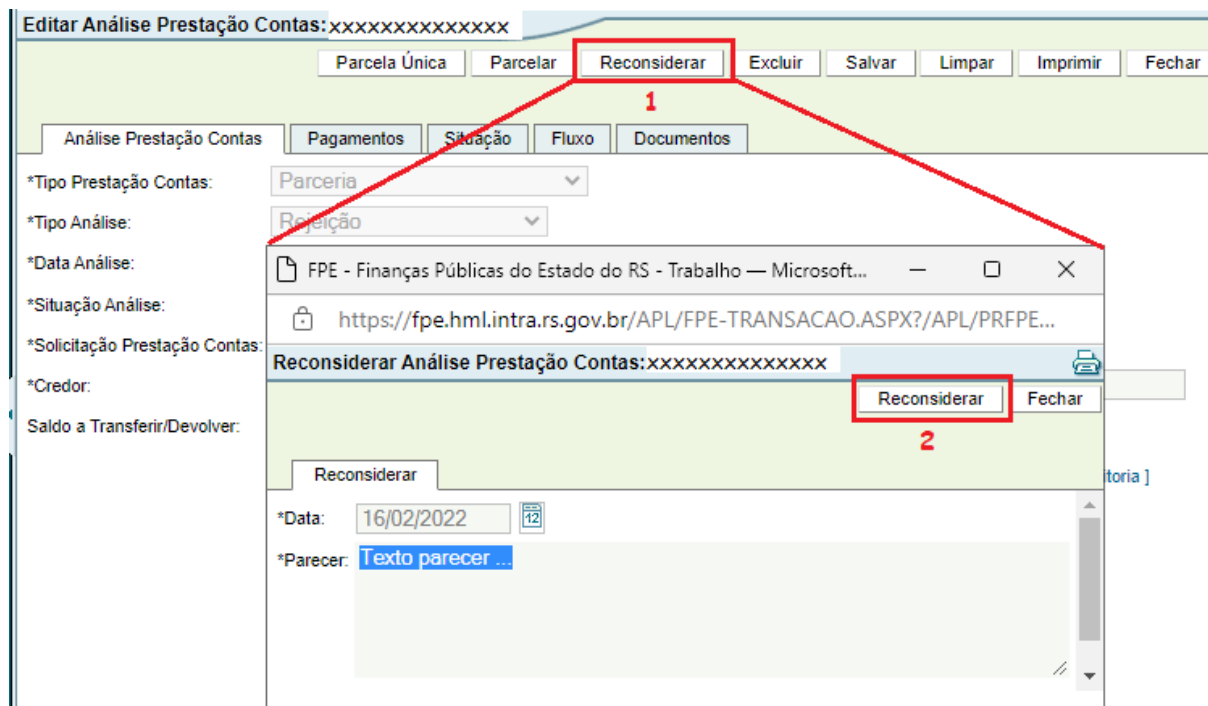 Editar Análise Prestação Contas: xxxxxxxxxxxxxx
Parcela Única Parcelar Reconsiderar Excluir Salvar Limpar Imprimir Fechar
1
Análise Prestação Contas Pagamentos Situação Fluxo Documentos
*Tipo Prestação Contas: Parceria
*Tipo Análise: Rejeição
*Data Análise:
*Situação Análise:
*Solicitação Prestação Contas:
*Credor:
Saldo a Transferir/Devolver:
FPE - Finanças Públicas do Estado do RS - Trabalho — Microsoft...
https://fpe.hml.intra.rs.gov.br/APL/FPE-TRANSACAO.ASPX?/APL/PRFPE...
Reconsiderar Análise Prestação Contas: xxxxxxxxxxxxxx
Reconsiderar Fechar
2
Reconsiderar
itoria ]
*Data: 16/02/2022 12
*Parecer: Texto parecer ...